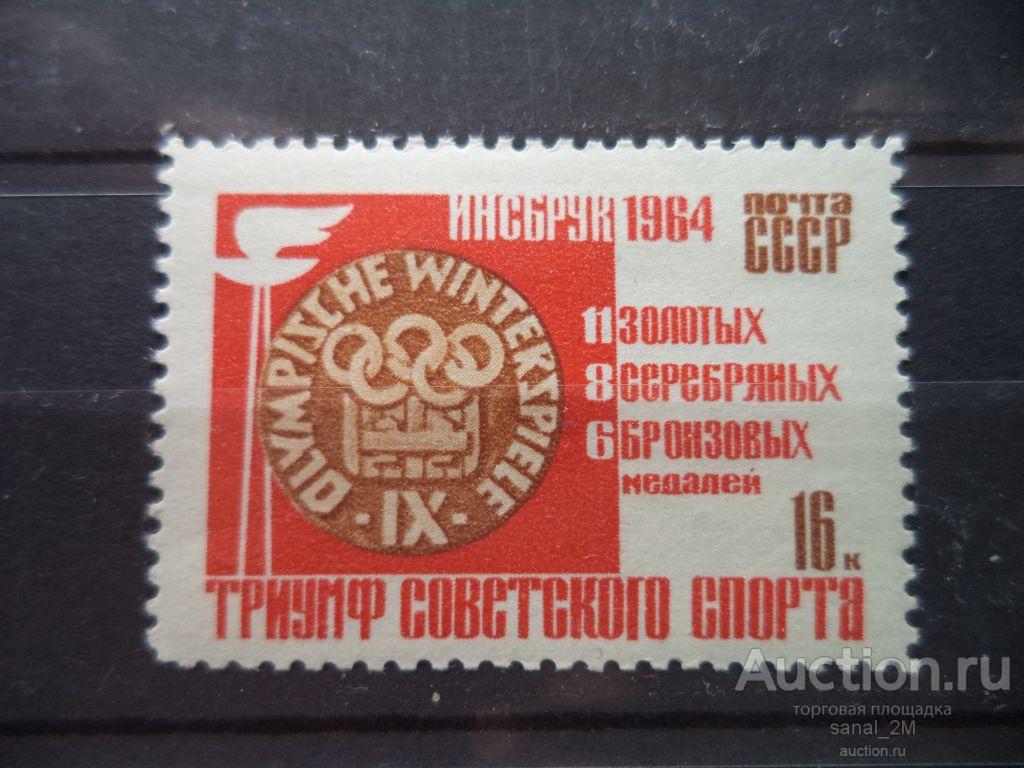 ИНСБРУК 1964
ПОЧТА
СССР
OLYMPISCHE WINTERSPIELE
· IX ·
11 ЗОЛОТЫХ
8 СЕРЕБРЯНЫХ
6 БРОНЗОВЫХ
медалей
16 к
ТРИУМФ СОВЕТСКОГО СПОРТА
Auction.ru
торговая площадка
sanal_2M
auction.ru